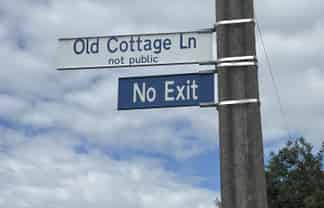 Old Cottage Ln
not public
No Exit